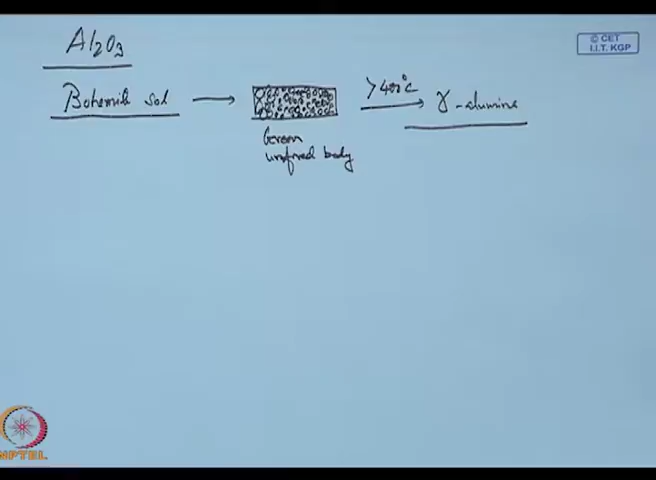 Al2O3
© CET
I.I.T. KGP
Bohemite sol → >400°C → γ-alumina
Green
unfired body
NPTEL